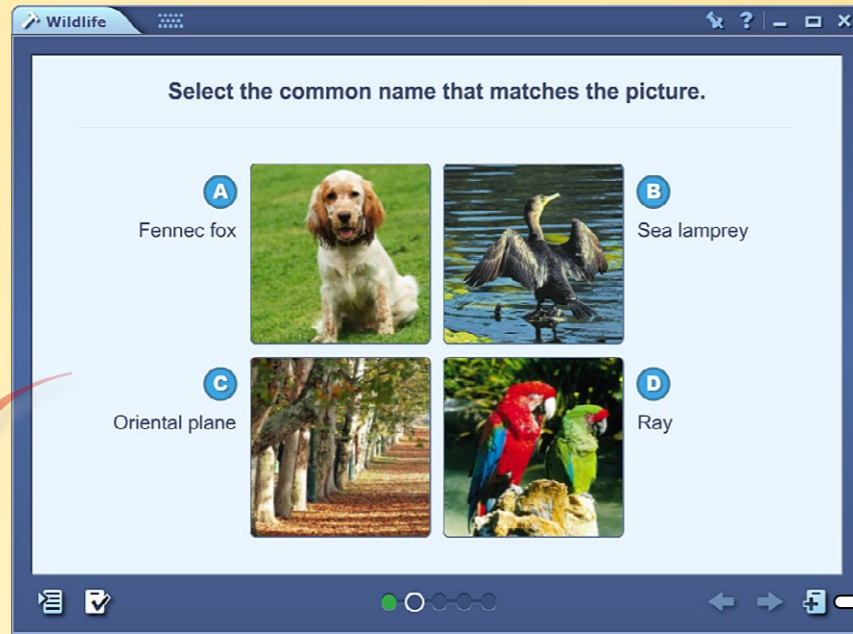 Wildlife
?
Select the common name that matches the picture.
A
Fennec fox
B
Sea lamprey
C
Oriental plane
D
Ray